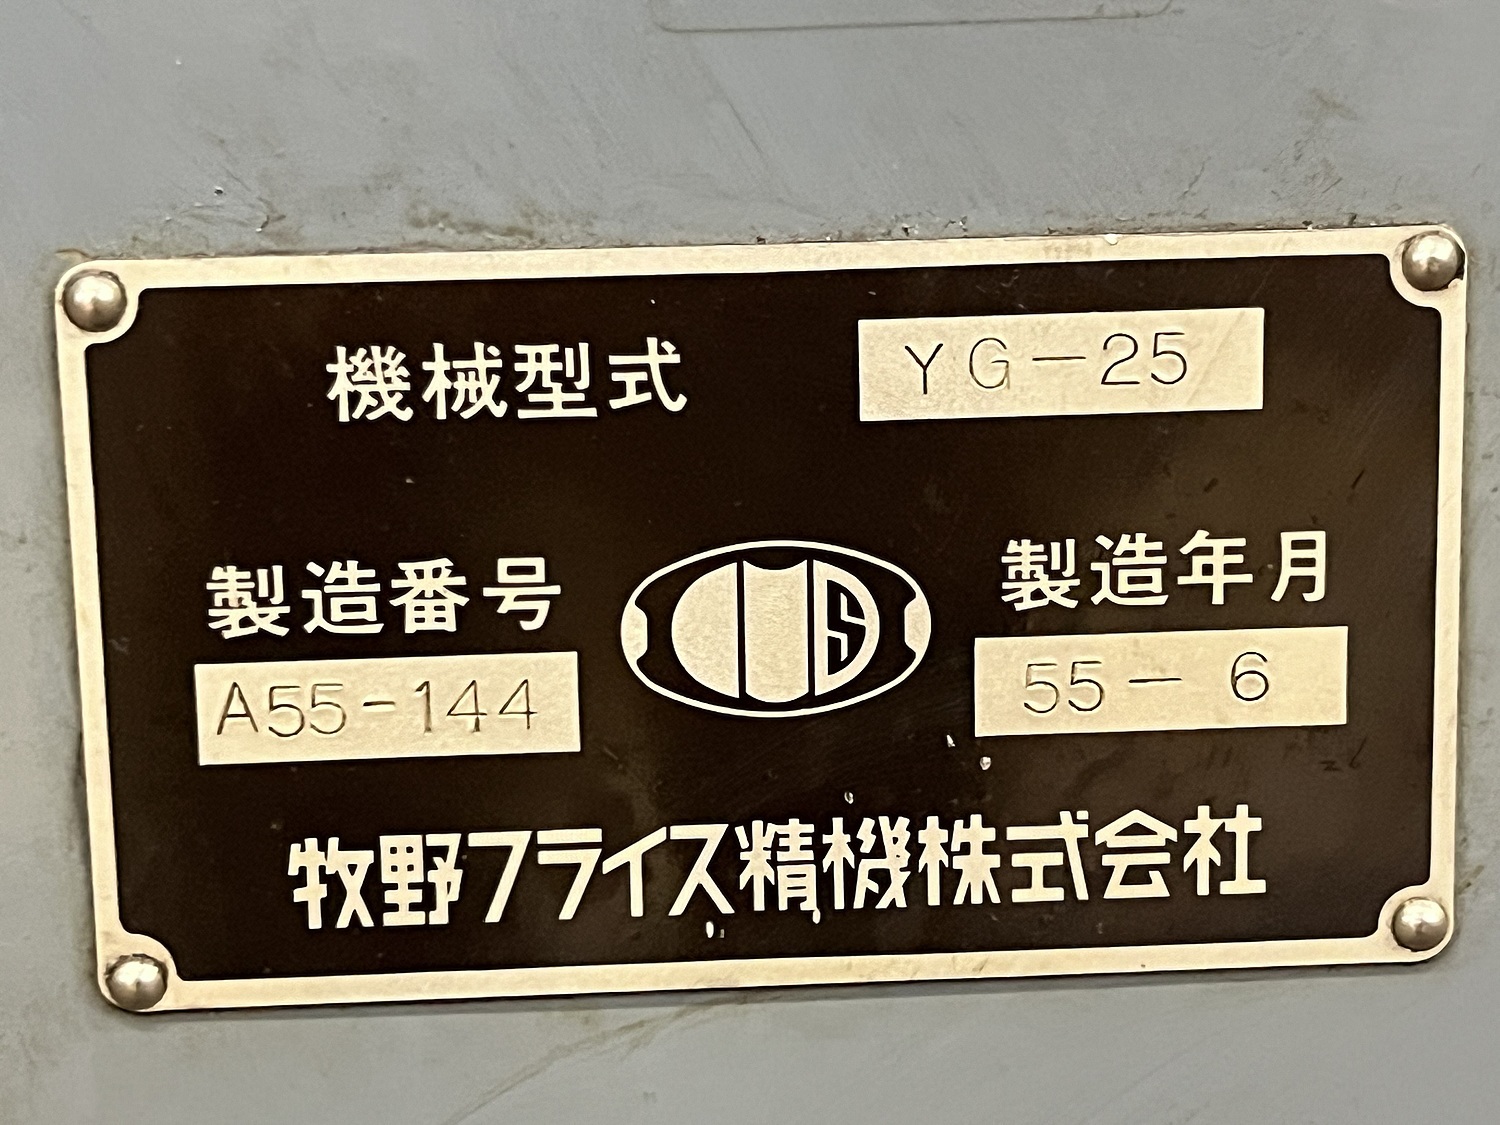 機械型式 YG-25
製造番号
A55-144
S
製造年月
55-6
牧野フライス精機株式会社